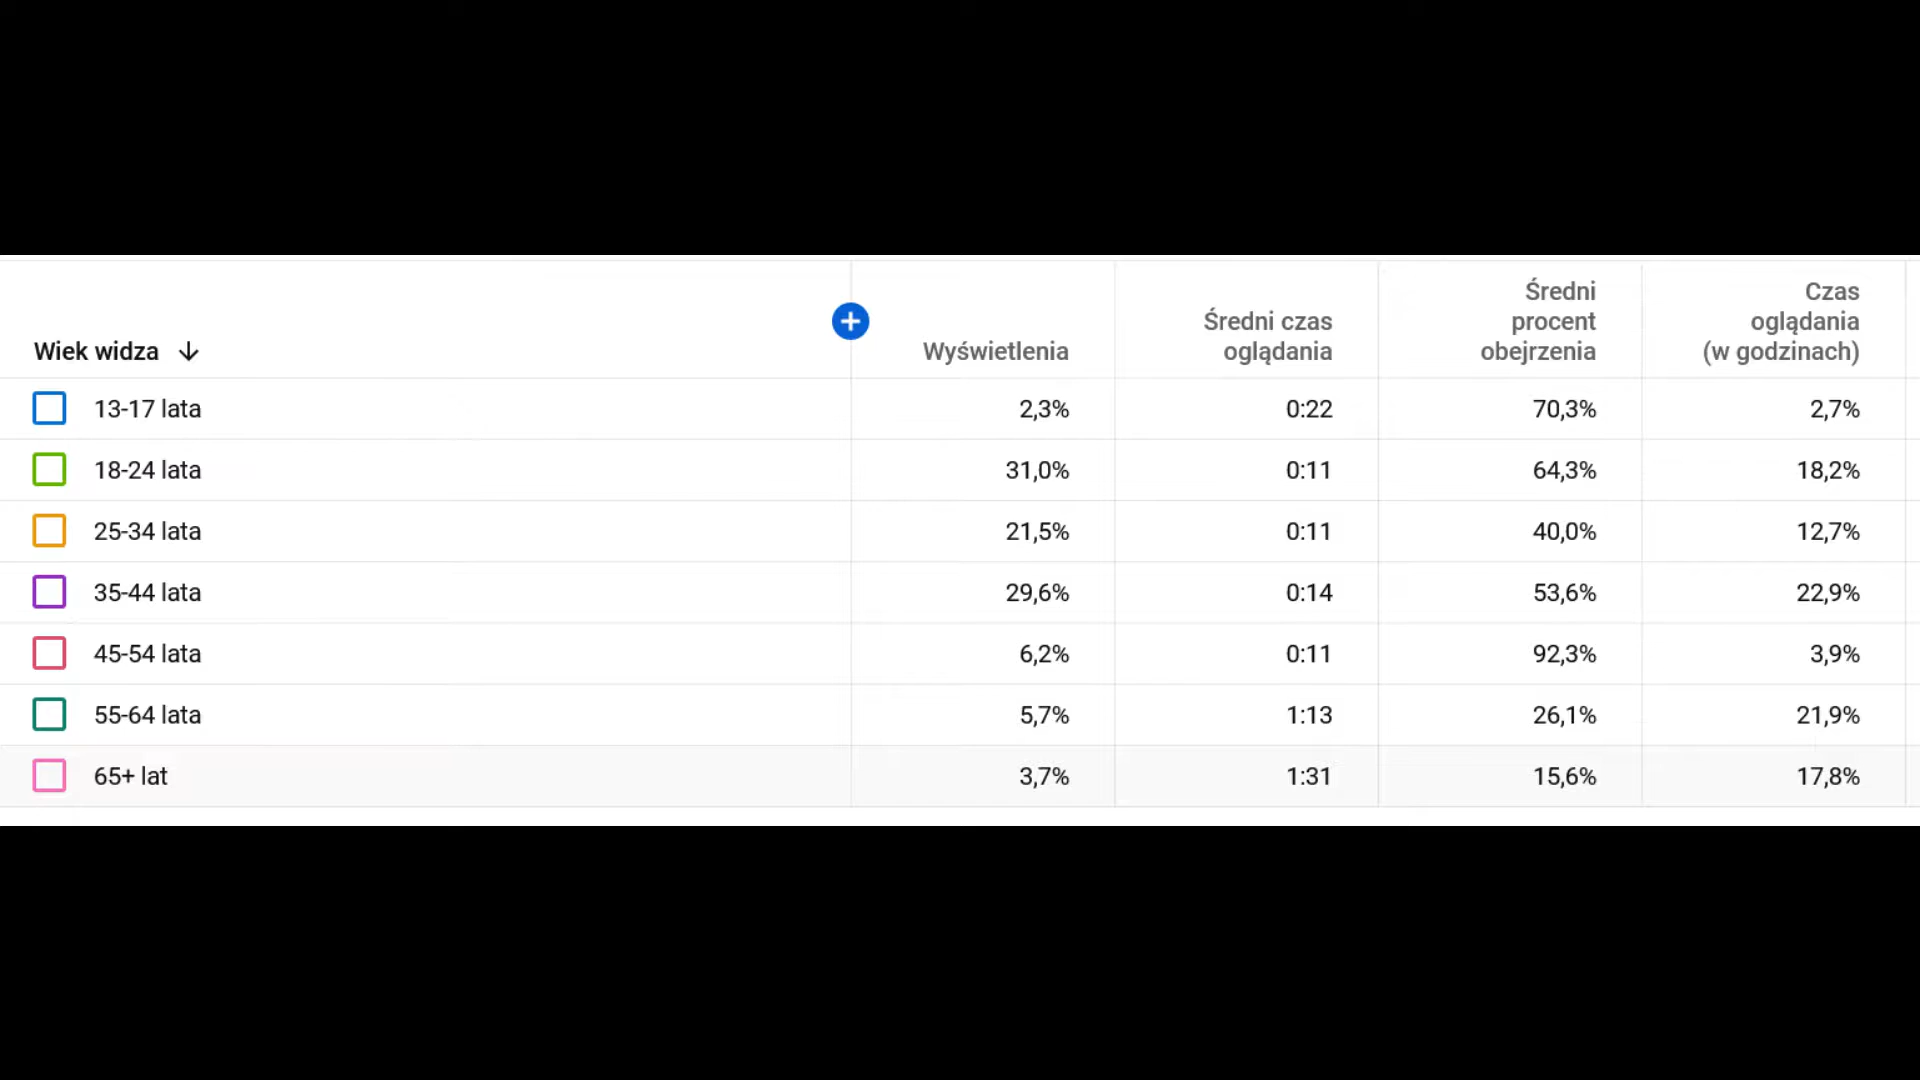 Wiek widza
Wyświetlenia
Średni czas
oglądania
Średni
procent
obejrzenia
Czas
oglądania
(w godzinach)
13-17 lata 2,3% 0:22 70,3% 2,7%
18-24 lata 31,0% 0:11 64,3% 18,2%
25-34 lata 21,5% 0:11 40,0% 12,7%
35-44 lata 29,6% 0:14 53,6% 22,9%
45-54 lata 6,2% 0:11 92,3% 3,9%
55-64 lata 5,7% 1:13 26,1% 21,9%
65+ lat 3,7% 1:31 15,6% 17,8%